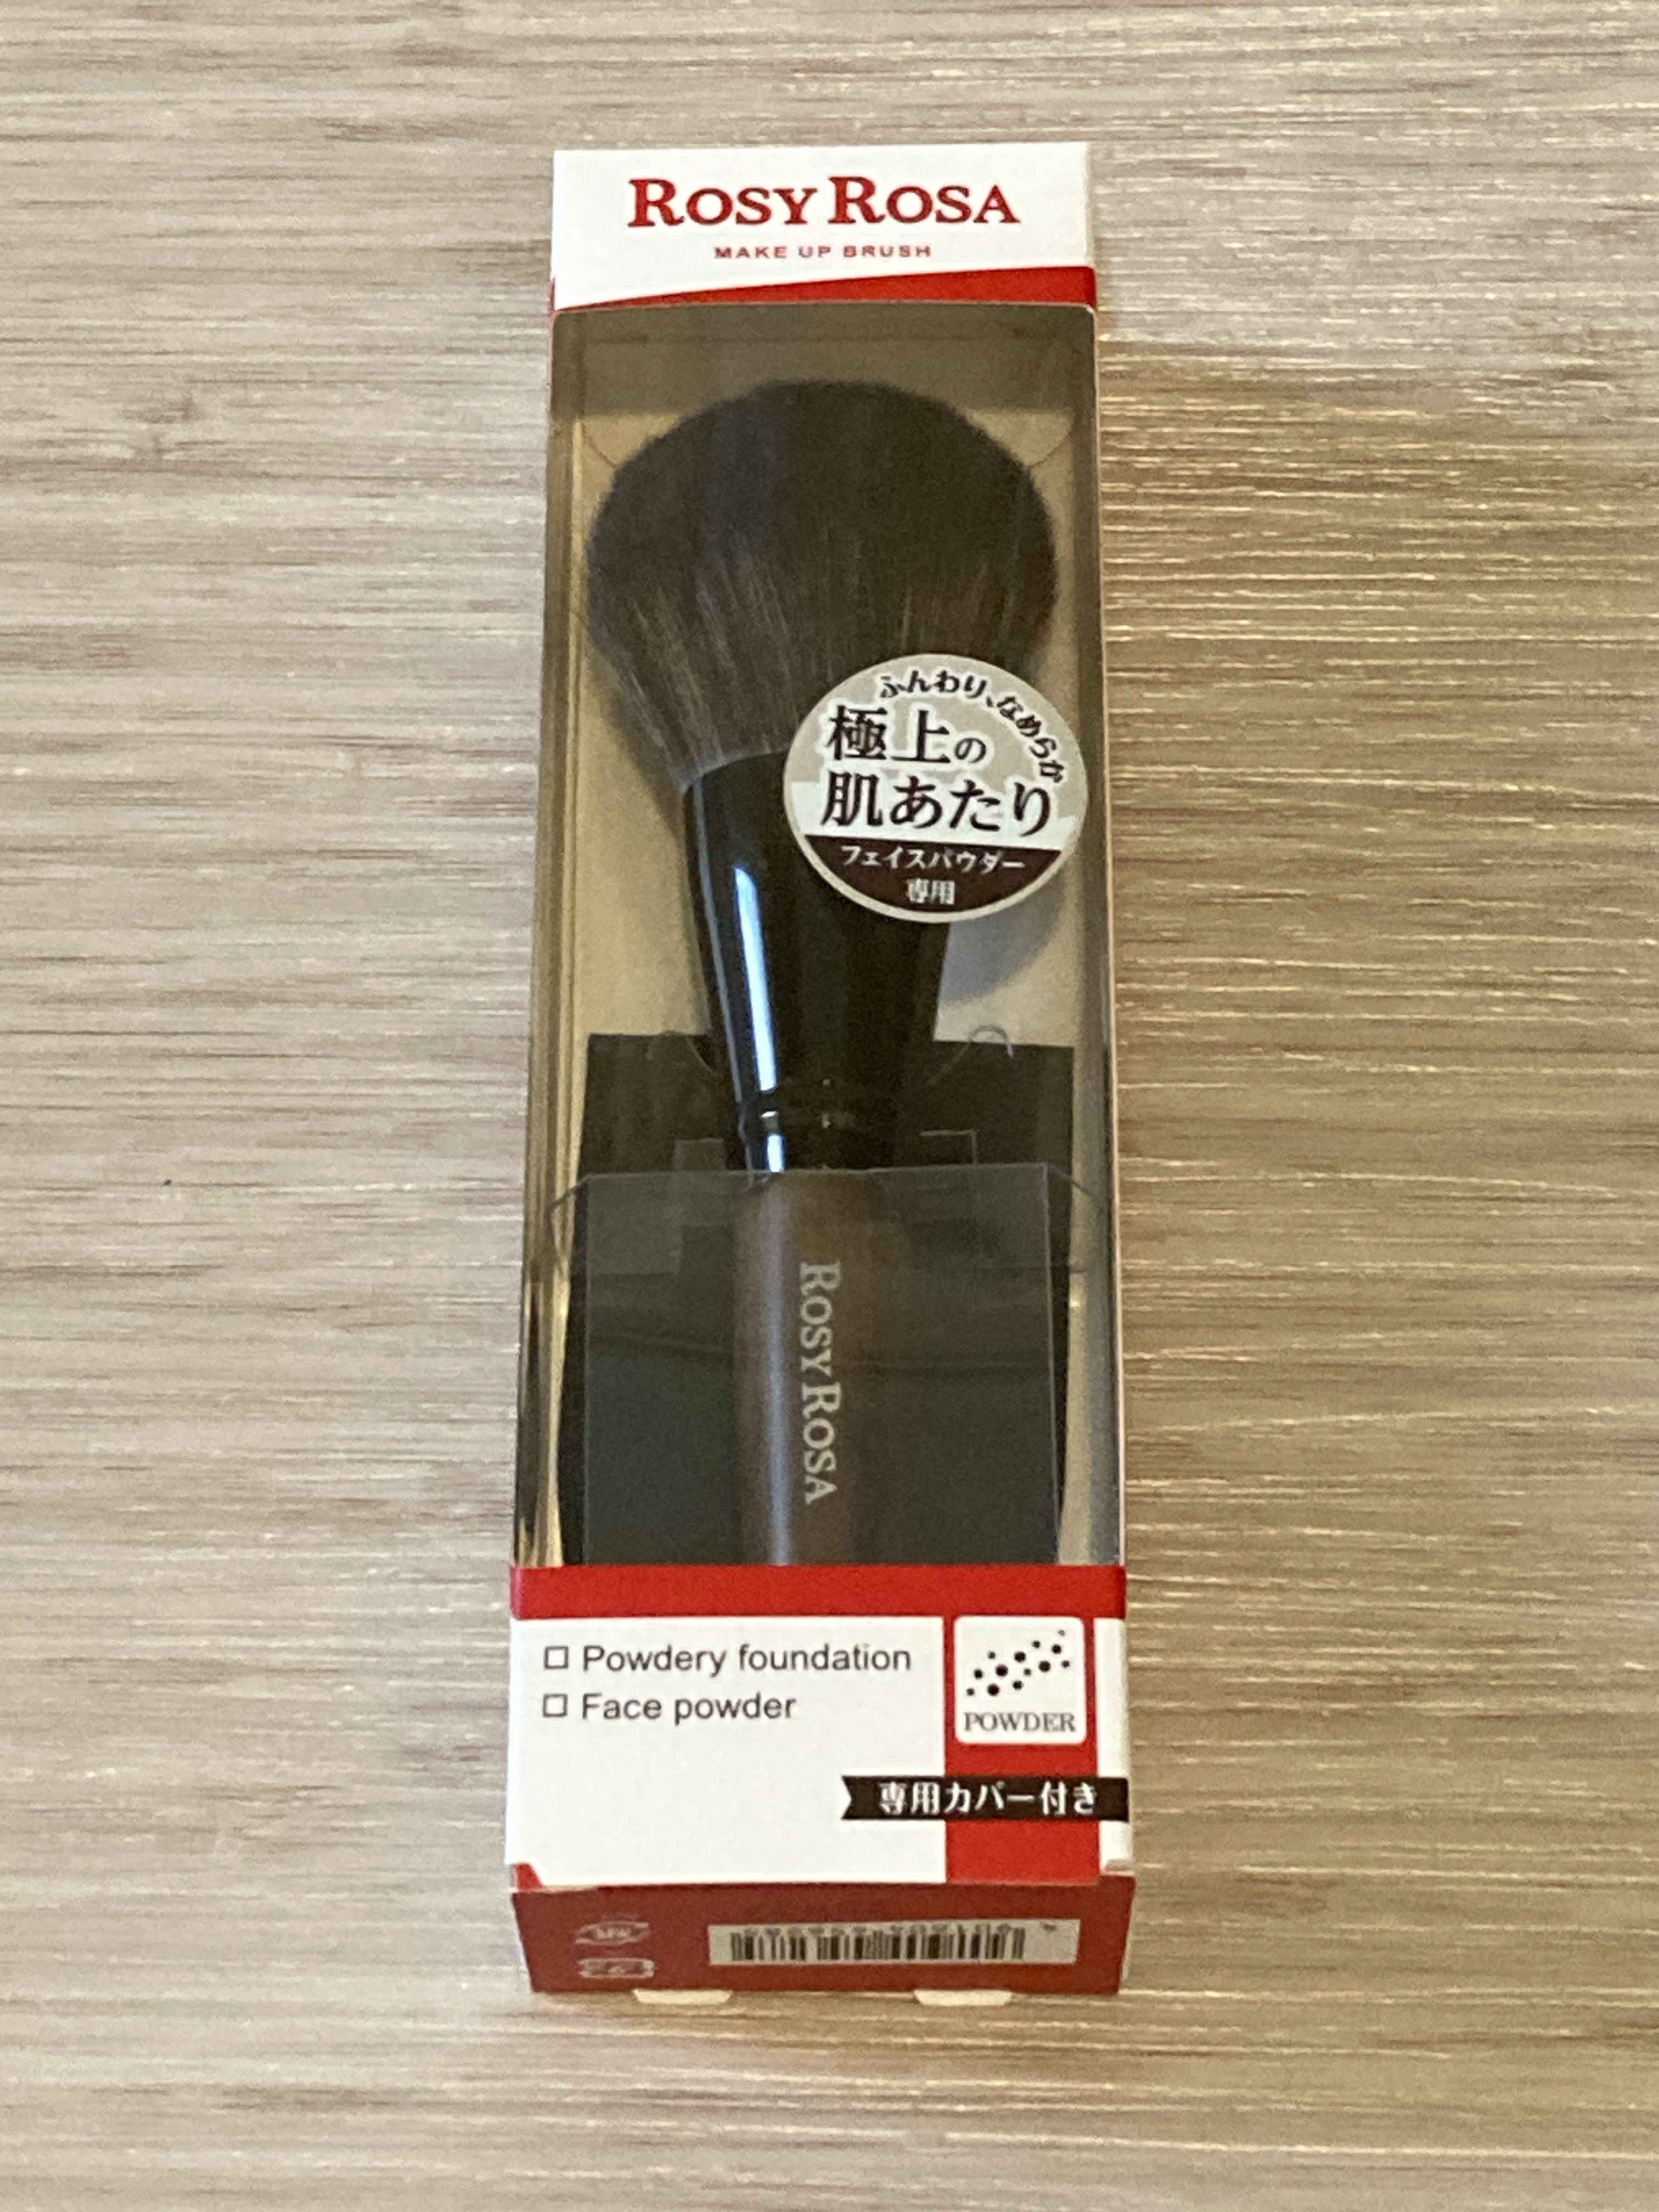 ROSY ROSA
MAKE UP BRUSH
ふんわり、なめらか
極上の
肌あたり
フェイスパウダー
専用
ROSY ROSA
□ Powdery foundation
□ Face powder
POWDER
専用カバー付き